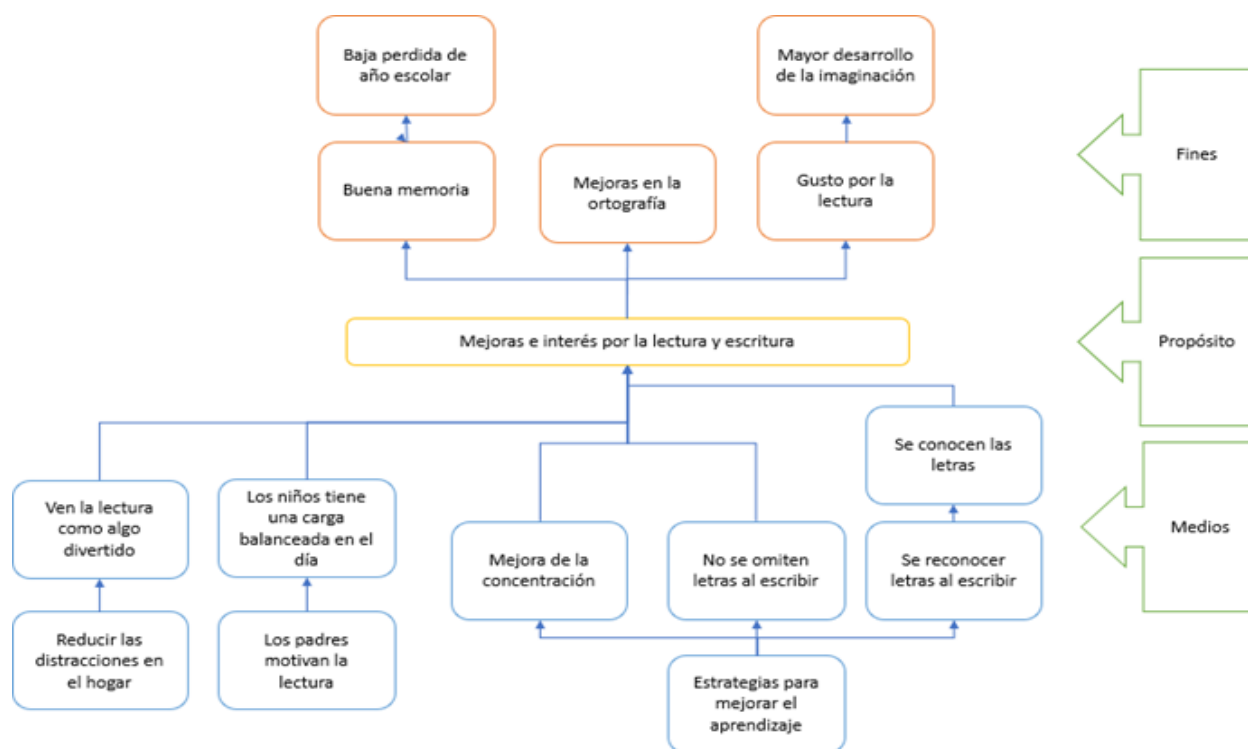 Baja perdida de
año escolar
Mayor desarrollo
de la imaginación
Buena memoria
Mejoras en la
ortografía
Gusto por la
lectura
Fines
Mejoras e interés por la lectura y escritura
Propósito
Ven la lectura
como algo
divertido
Los niños tiene
una carga
balanceada en el
día
Mejora de la
concentración
No se omiten
letras al escribir
Se conocen las
letras
Se reconocer
letras al escribir
Medios
Reducir las
distracciones en
el hogar
Los padres
motivan la
lectura
Estrategias para
mejorar el
aprendizaje